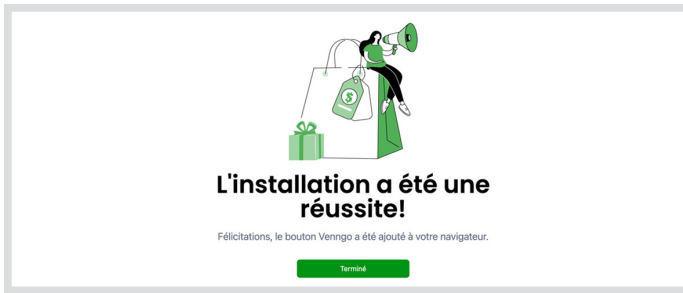 $
L'installation a été une
réussite!
Félicitations, le bouton Venngo a été ajouté à votre navigateur.
Terminé